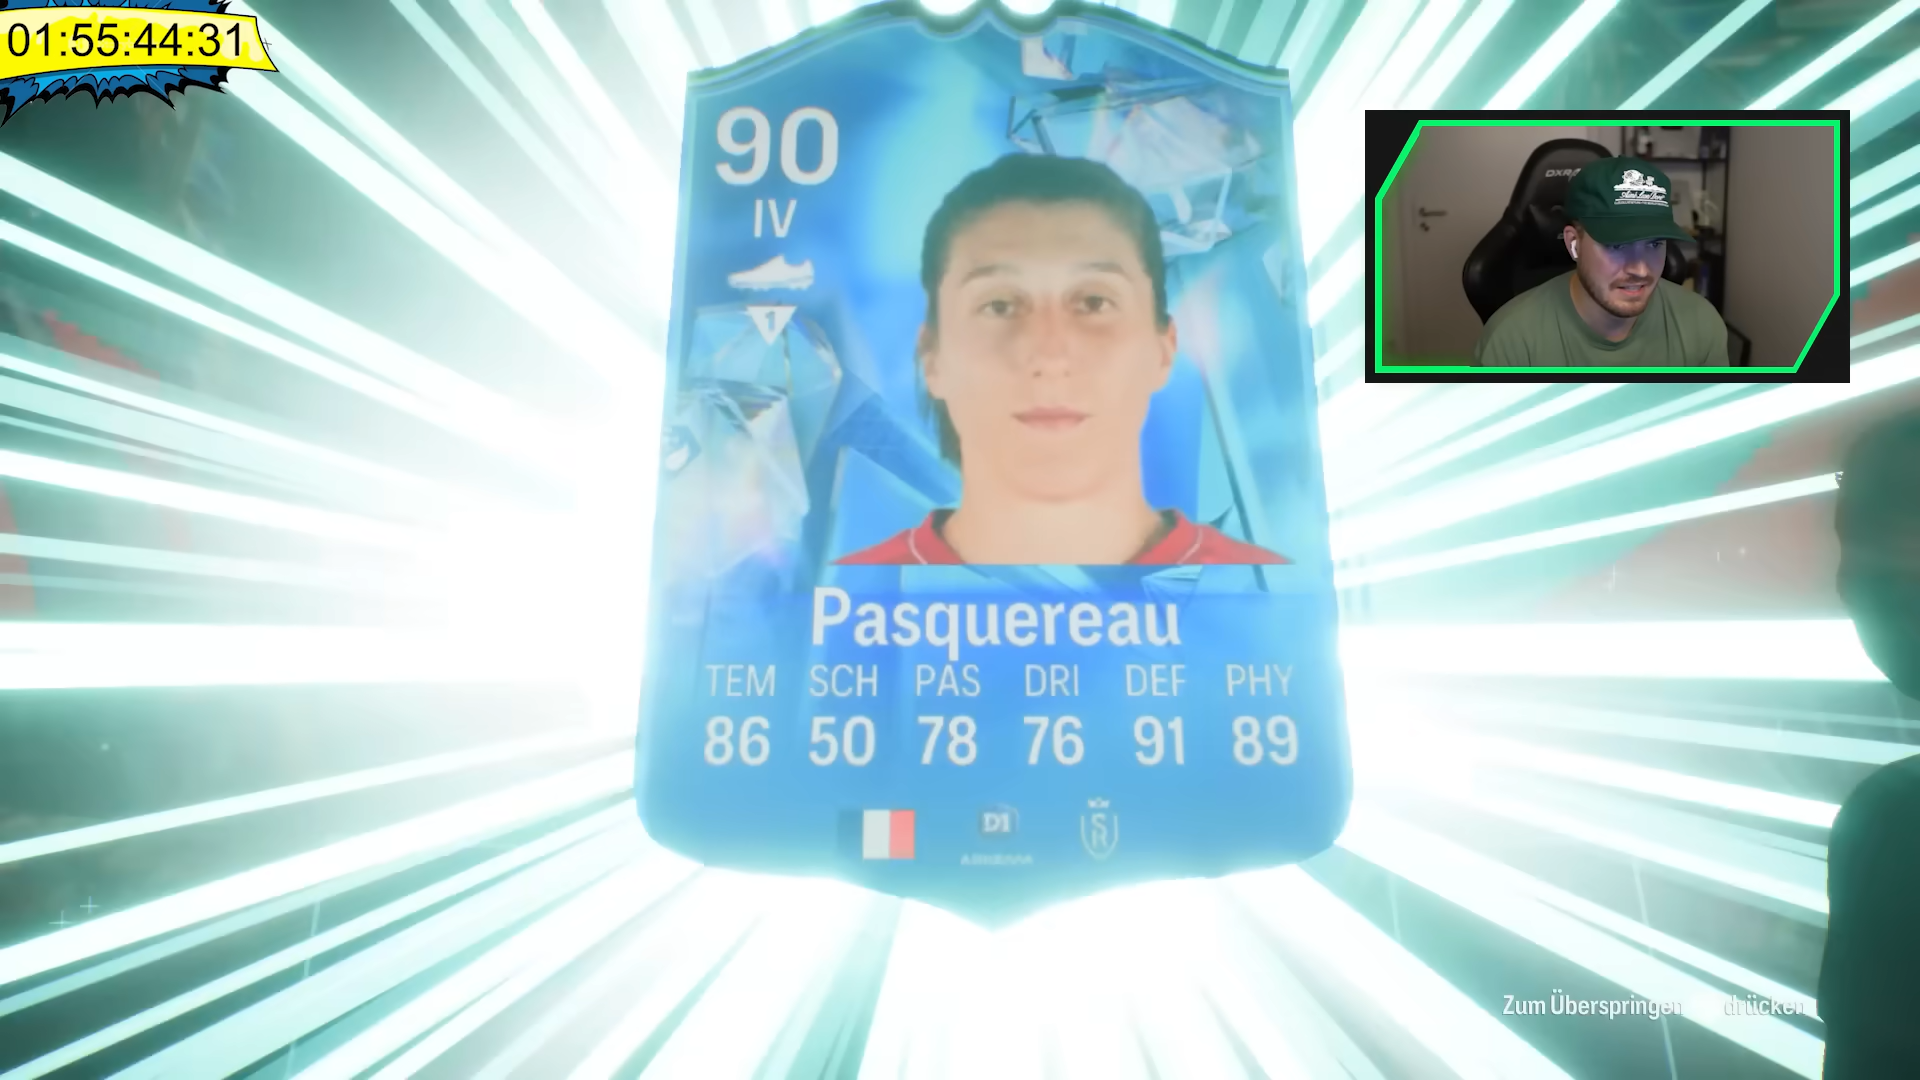 01:55:44:31
90
IV
1
Pasquereau
TEM SCH PAS DRI DEF PHY
86 50 78 76 91 89
D1
SR
Zum Überspringen drücken